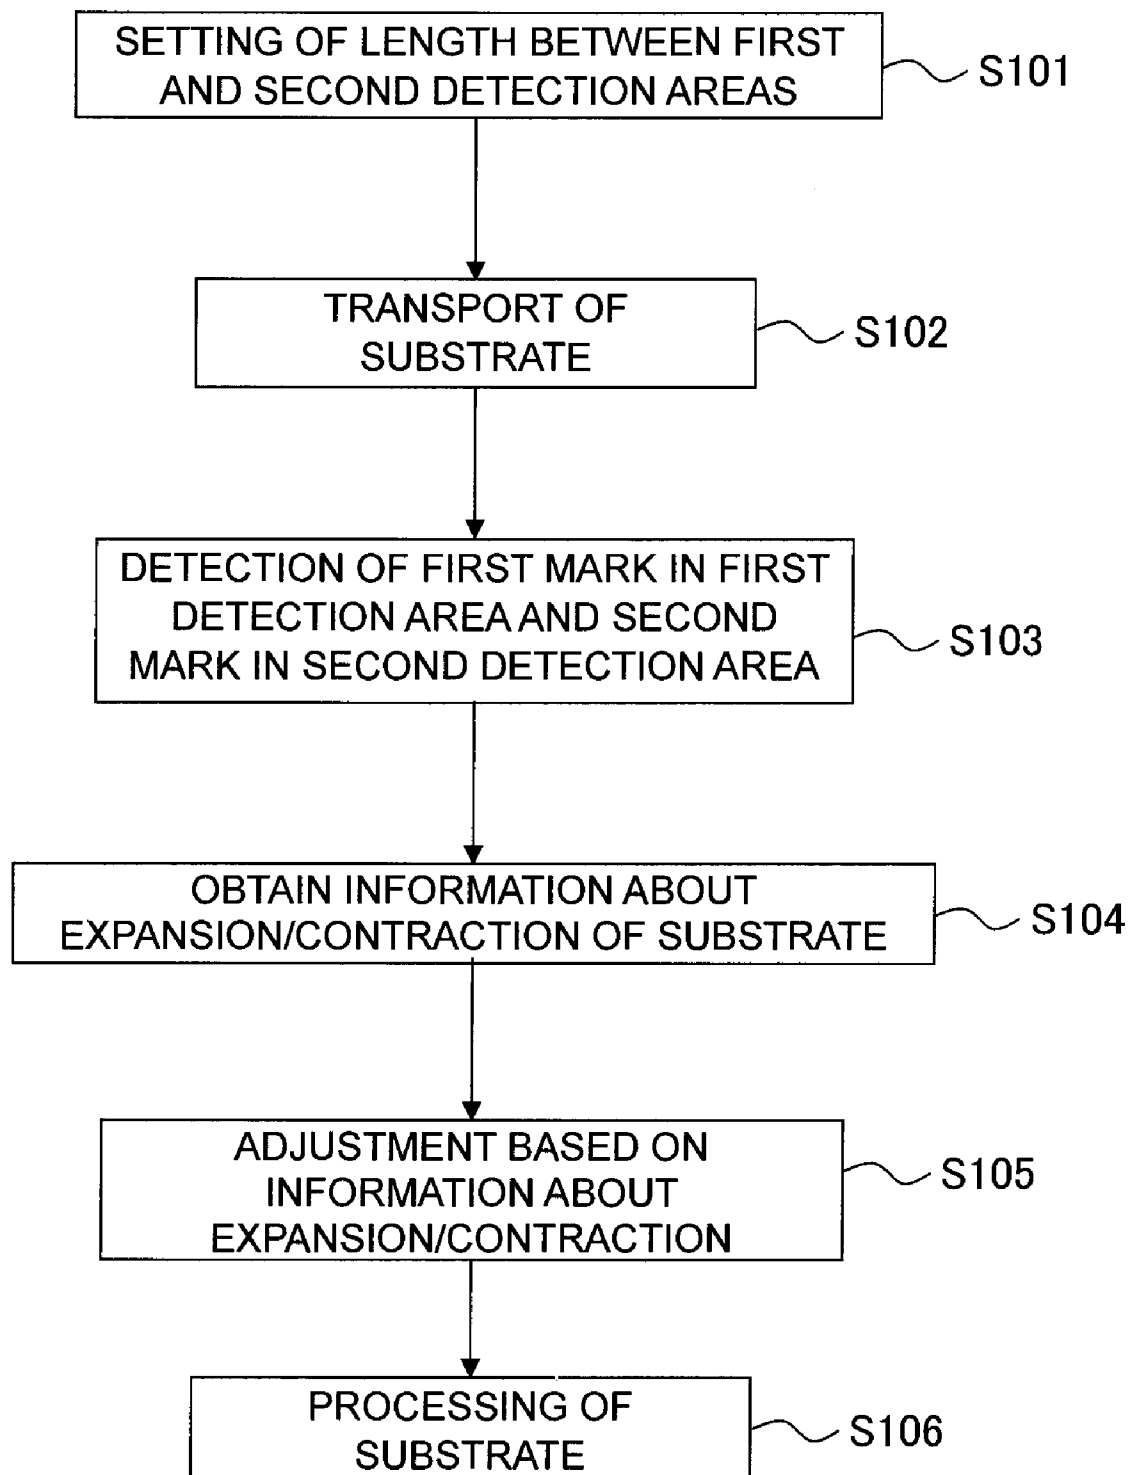 SETTING OF LENGTH BETWEEN FIRST
AND SECOND DETECTION AREAS
S101
TRANSPORT OF
SUBSTRATE
S102
DETECTION OF FIRST MARK IN FIRST
DETECTION AREA AND SECOND
MARK IN SECOND DETECTION AREA
S103
OBTAIN INFORMATION ABOUT
EXPANSION/CONTRACTION OF SUBSTRATE
S104
ADJUSTMENT BASED ON
INFORMATION ABOUT
EXPANSION/CONTRACTION
S105
PROCESSING OF
SUBSTRATE
S106